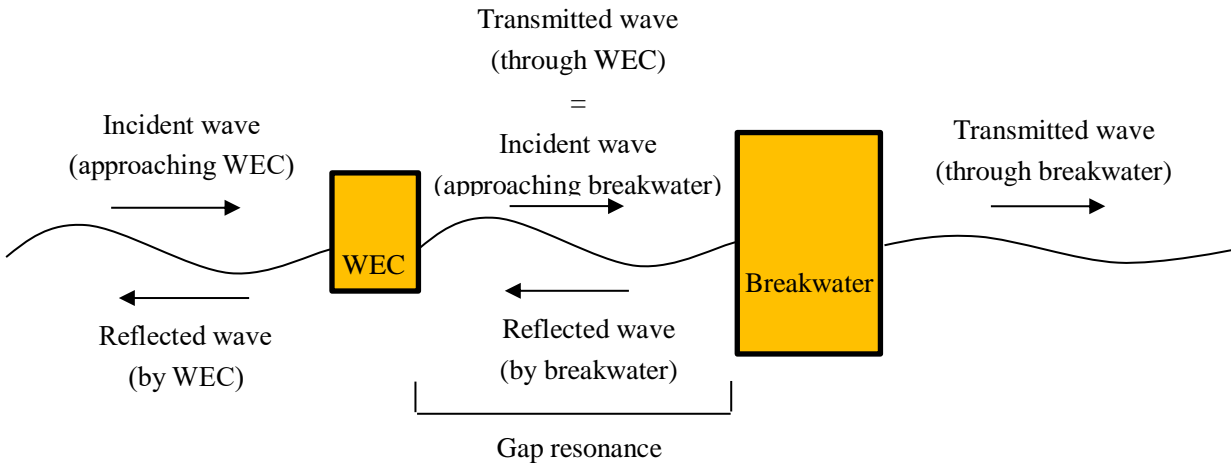 Transmitted wave
(through WEC)
=
Incident wave
(approaching breakwater)
Incident wave
(approaching WEC)
Transmitted wave
(through breakwater)
WEC
Breakwater
Reflected wave
(by WEC)
Reflected wave
(by breakwater)
Gap resonance